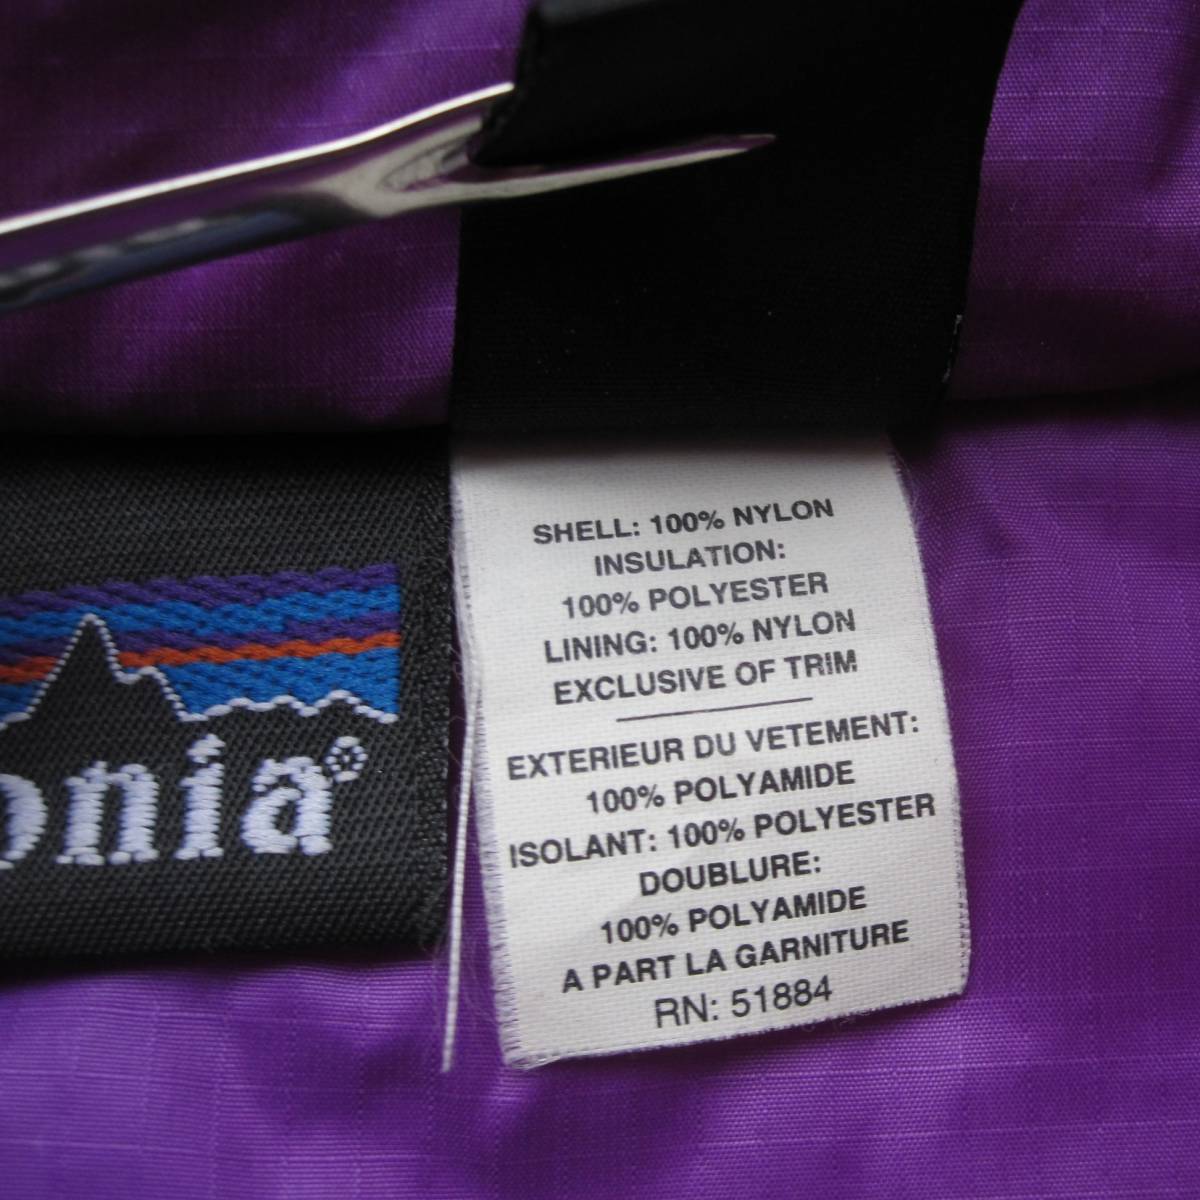 SHELL: 100% NYLON
INSULATION:
100% POLYESTER
LINING: 100% NYLON
EXCLUSIVE OF TRIM
EXTERIEUR DU VETEMENT:
100% POLYAMIDE
ISOLANT: 100% POLYESTER
DOUBLURE:
100% POLYAMIDE
A PART LA GARNITURE
RN: 51884
onia®